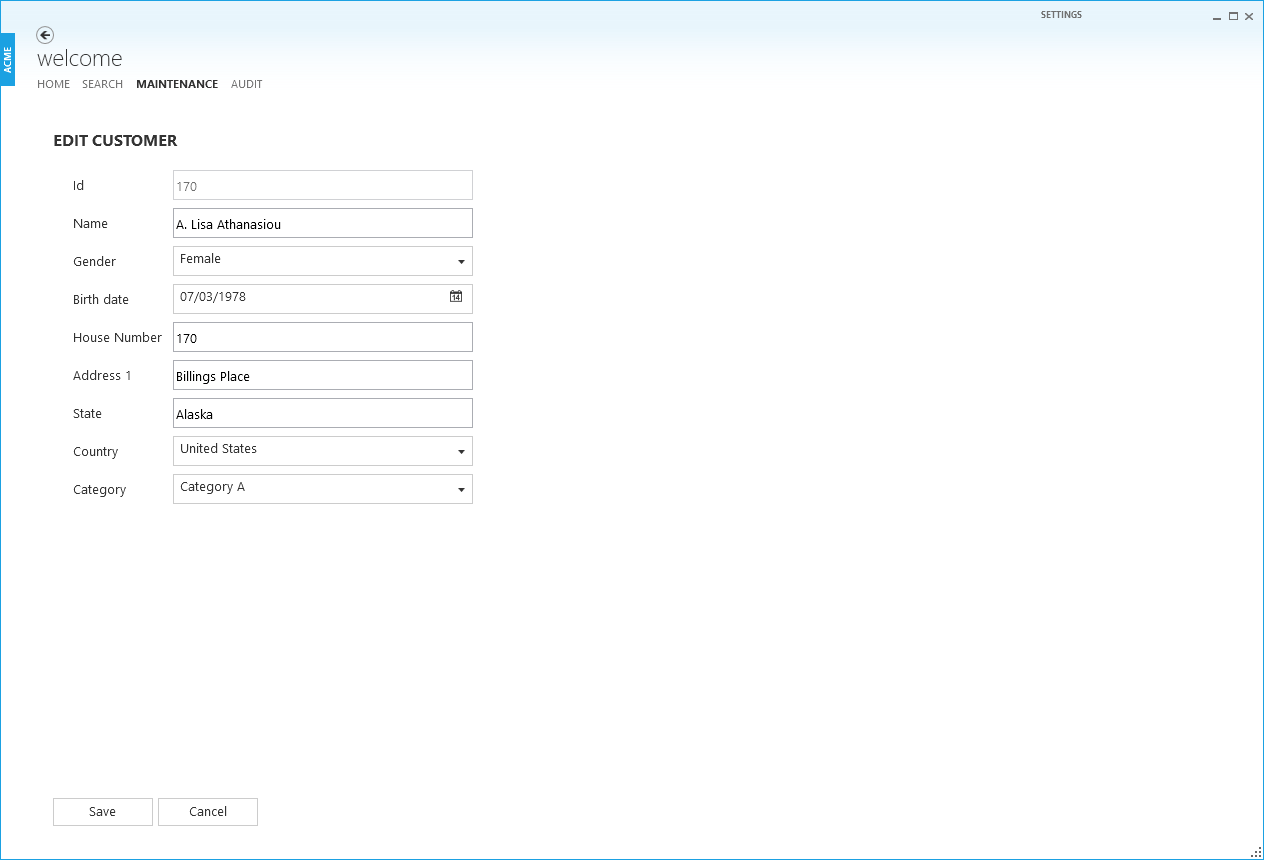 SETTINGS
ACME
welcome
HOME SEARCH MAINTENANCE AUDIT
EDIT CUSTOMER
Id 170
Name A. Lisa Athanasiou
Gender Female
Birth date 07/03/1978 14
House Number 170
Address 1 Billings Place
State Alaska
Country United States
Category Category A
Save Cancel